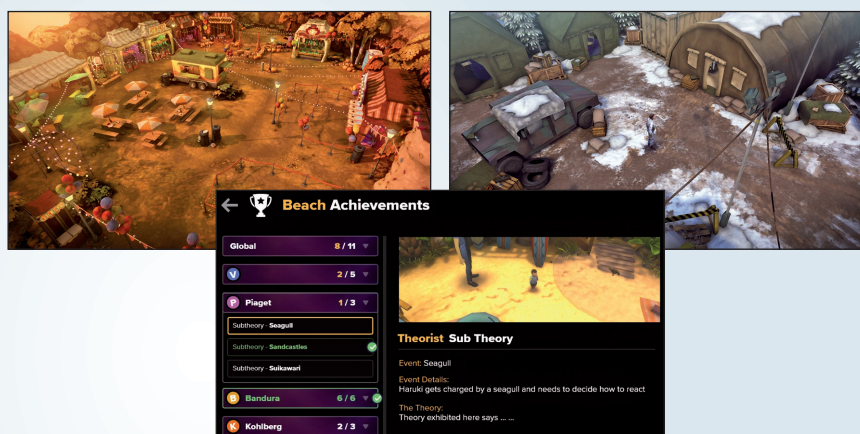 Beach Achievements
Global 8 / 11
V 2 / 5
P Piaget 1 / 3
Subtheory - Seagull
Subtheory - Sandcastles
Subtheory - Suikawari
B Bandura 6 / 6
K Kohlberg 2 / 3
Theorist Sub Theory
Event: Seagull
Event Details:
Haruki gets charged by a seagull and needs to decide how to react
The Theory:
Theory exhibited here says ... ...